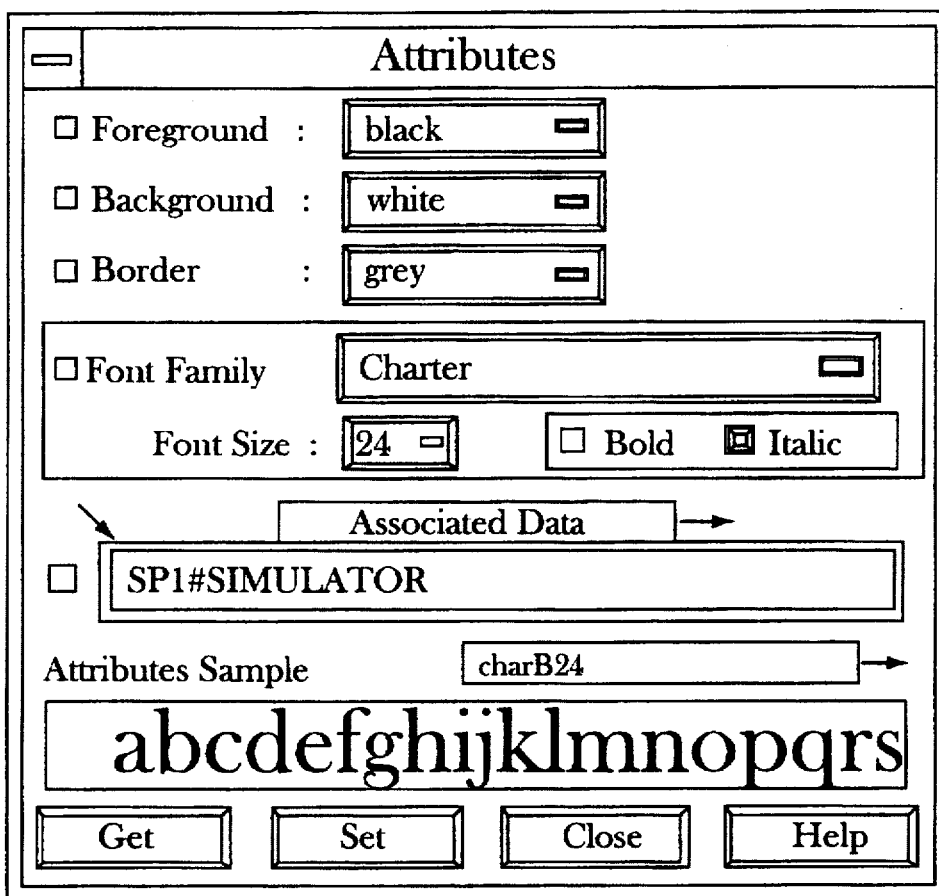 Attributes
Foreground : black
Background : white
Border : grey
Font Family Charter
Font Size : 24 Bold Italic
Associated Data
SP1#SIMULATOR
Attributes Sample charB24
abcdefghijklmnopqrs
Get Set Close Help